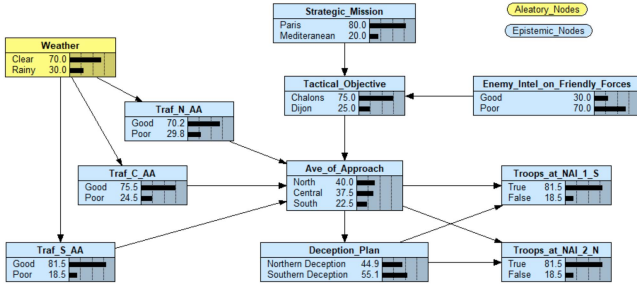 Strategic_Mission
Paris 80.0
Mediteranean 20.0
Aleatory_Nodes
Epistemic_Nodes
Weather
Clear 70.0
Rainy 30.0
Tactical_Objective
Chalons 75.0
Dijon 25.0
Enemy_Intel_on_Friendly_Forces
Good 30.0
Poor 70.0
Traf_N_AA
Good 70.2
Poor 29.8
Traf_C_AA
Good 75.5
Poor 24.5
Ave_of_Approach
North 40.0
Central 37.5
South 22.5
Troops_at_NAI_1_S
True 81.5
False 18.5
Traf_S_AA
Good 81.5
Poor 18.5
Deception_Plan
Northern Deception 44.9
Southern Deception 55.1
Troops_at_NAI_2_N
True 81.5
False 18.5